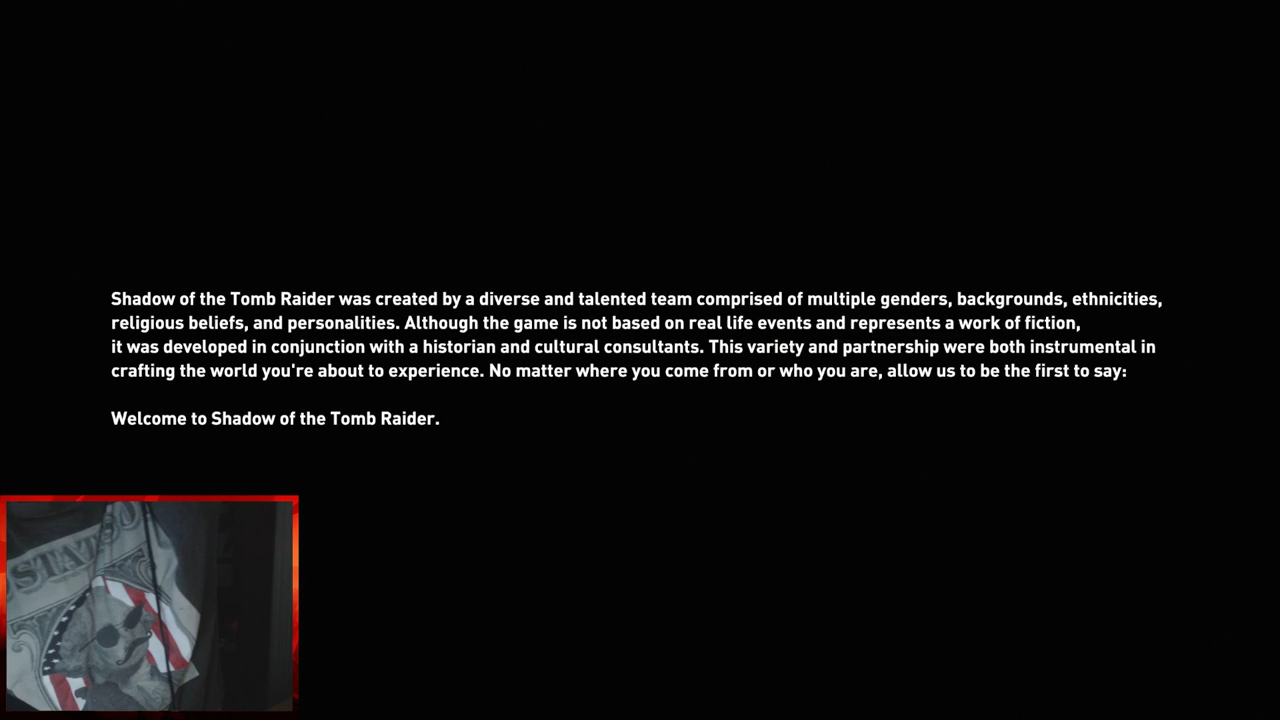 Shadow of the Tomb Raider was created by a diverse and talented team comprised of multiple genders, backgrounds, ethnicities,
religious beliefs, and personalities. Although the game is not based on real life events and represents a work of fiction,
it was developed in conjunction with a historian and cultural consultants. This variety and partnership were both instrumental in
crafting the world you're about to experience. No matter where you come from or who you are, allow us to be the first to say:
Welcome to Shadow of the Tomb Raider.